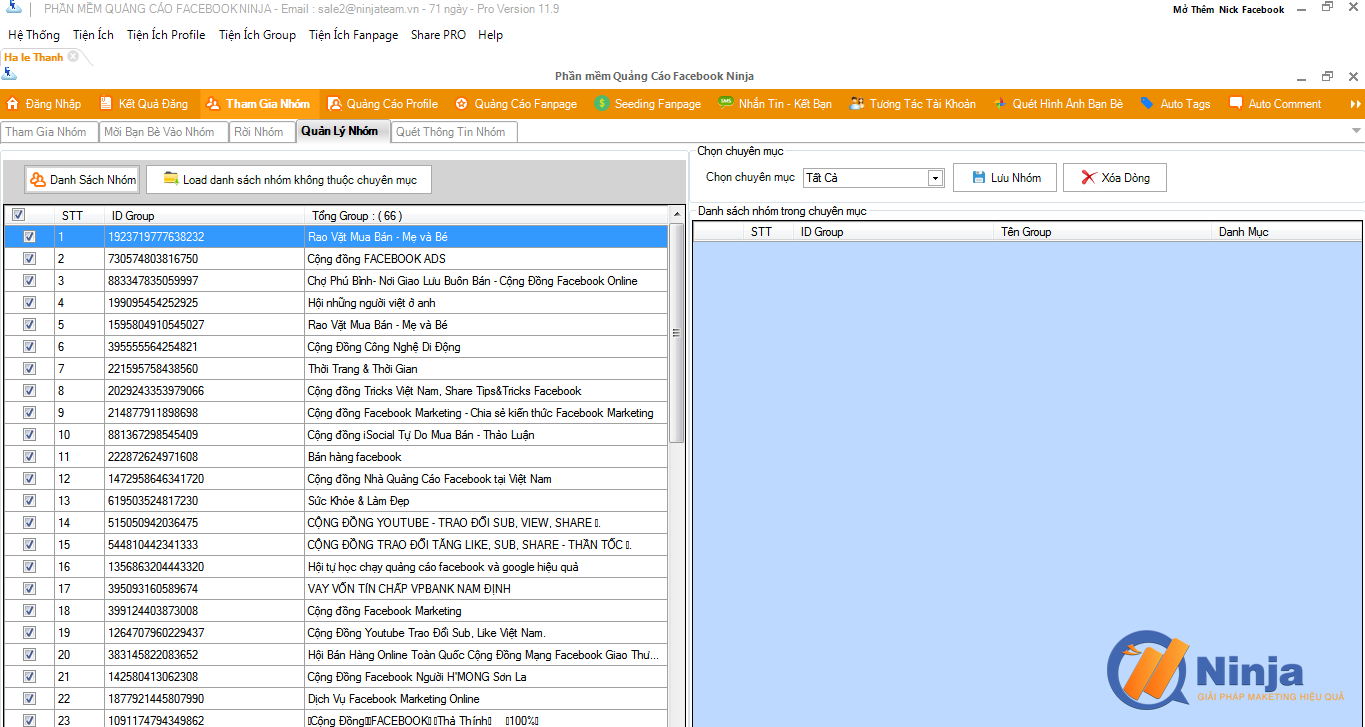 PHẦN MỀM QUẢNG CÁO FACEBOOK NINJA - Email : sale2@ninjateam.vn - 71 ngày - Pro Version 11.9
Mở Thêm Nick Facebook
Hệ Thống Tiện Ích Tiện Ích Profile Tiện Ích Group Tiện Ích Fanpage Share PRO Help
Ha le Thanh
Phần mềm Quảng Cáo Facebook Ninja
Đăng Nhập Kết Quả Đăng Tham Gia Nhóm Quảng Cáo Profile Quảng Cáo Fanpage Seeding Fanpage Nhắn Tin - Kết Bạn Tương Tác Tài Khoản Quét Hình Ảnh Bạn Bè Auto Tags Auto Comment
Tham Gia Nhóm Mời Bạn Bè Vào Nhóm Rời Nhóm Quản Lý Nhóm Quét Thông Tin Nhóm
Danh Sách Nhóm Load danh sách nhóm không thuộc chuyên mục
STT ID Group Tổng Group : ( 66 )
1 1923719777638232 Rao Vặt Mua Bán - Mẹ và Bé
2 730574803816750 Cộng đồng FACEBOOK ADS
3 883347835059997 Chợ Phú Bình- Nơi Giao Lưu Buôn Bán - Cộng Đồng Facebook Online
4 199095454252925 Hội những người việt ở anh
5 1595804910545027 Rao Vặt Mua Bán - Mẹ và Bé
6 395555564254821 Cộng Đồng Công Nghệ Di Động
7 221595758438560 Thời Trang & Thời Gian
8 2029243353979066 Cộng đồng Tricks Việt Nam, Share Tips&Tricks Facebook
9 214877911898698 Cộng đồng Facebook Marketing - Chia sẻ kiến thức Facebook Marketing
10 881367298545409 Cộng đồng iSocial Tự Do Mua Bán - Thảo Luận
11 222872624971608 Bán hàng facebook
12 1472958646341720 Cộng đồng Nhà Quảng Cáo Facebook tại Việt Nam
13 619503524817230 Sức Khỏe & Làm Đẹp
14 515050942036475 CỘNG ĐỒNG YOUTUBE - TRAO ĐỔI SUB, VIEW, SHARE ▯.
15 544810442341333 CỘNG ĐỒNG TRAO ĐỔI TĂNG LIKE, SUB, SHARE - THẦN TỐC ▯.
16 1356863204443320 Hội tự học chạy quảng cáo facebook và google hiệu quả
17 395093160589674 VAY VỐN TÍN CHẤP VPBANK NAM ĐỊNH
18 399124403873008 Cộng đồng Facebook Marketing
19 1264707960229437 Cộng Đồng Youtube Trao Đổi Sub, Like Việt Nam.
20 383145822083652 Hội Bán Hàng Online Toàn Quốc Cộng Đồng Mạng Facebook Giao Thư...
21 142580413062308 Cộng đồng Facebook Người H'MONG Sơn La
22 1877921445807990 Dịch Vụ Facebook Marketing Online
23 1091174794349862 ▯Cộng Đồng▯▯FACEBOOK▯ ▯Thả Thính▯ ▯100%▯
Chọn chuyên mục
Chọn chuyên mục Tất Cả Lưu Nhóm Xóa Dòng
Danh sách nhóm trong chuyên mục
STT ID Group Tên Group Danh Mục
Ninja
GIẢI PHÁP MAKETING HIỆU QUẢ